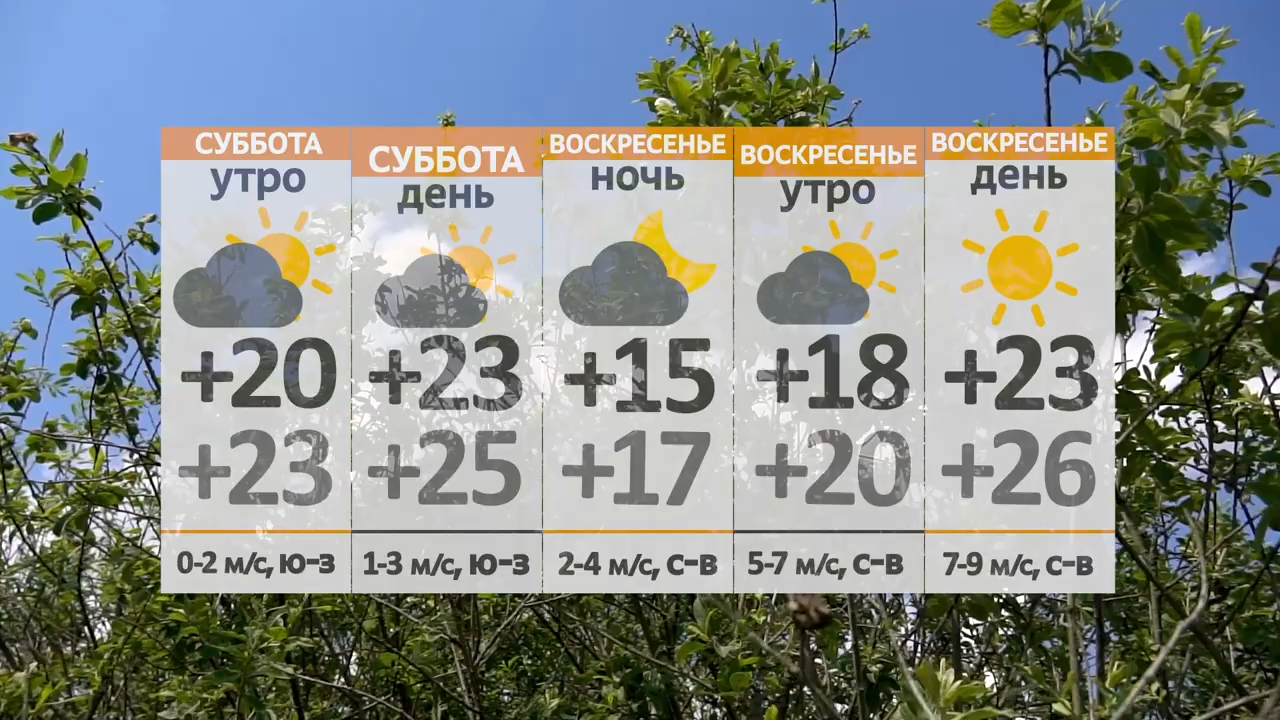 СУББОТА
утро
+20
+23
0-2 м/с, ю-з
СУББОТА
день
+23
+25
1-3 м/с, ю-з
ВОСКРЕСЕНЬЕ
ночь
+15
+17
2-4 м/с, с-в
ВОСКРЕСЕНЬЕ
утро
+18
+20
5-7 м/с, с-в
ВОСКРЕСЕНЬЕ
день
+23
+26
7-9 м/с, с-в